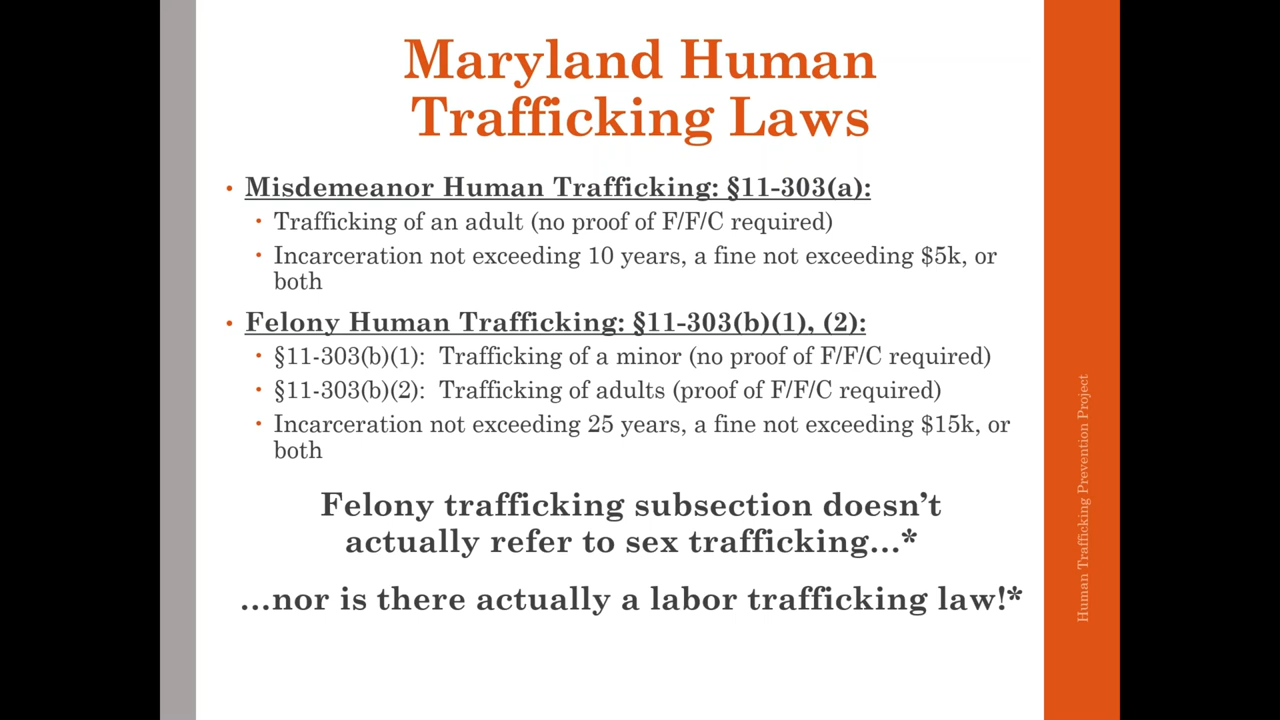 Maryland Human
Trafficking Laws
• Misdemeanor Human Trafficking: §11-303(a):
• Trafficking of an adult (no proof of F/F/C required)
• Incarceration not exceeding 10 years, a fine not exceeding $5k, or
both
• Felony Human Trafficking: §11-303(b)(1), (2):
• §11-303(b)(1): Trafficking of a minor (no proof of F/F/C required)
• §11-303(b)(2): Trafficking of adults (proof of F/F/C required)
• Incarceration not exceeding 25 years, a fine not exceeding $15k, or
both
Felony trafficking subsection doesn’t
actually refer to sex trafficking…*
…nor is there actually a labor trafficking law!*
Human Trafficking Prevention Project